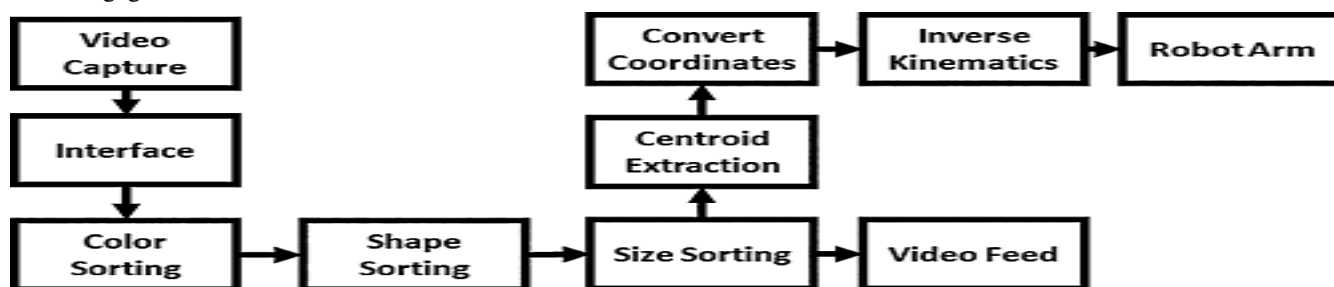 Video
Capture
Interface
Color
Sorting
Shape
Sorting
Size Sorting
Video Feed
Centroid
Extraction
Convert
Coordinates
Inverse
Kinematics
Robot Arm